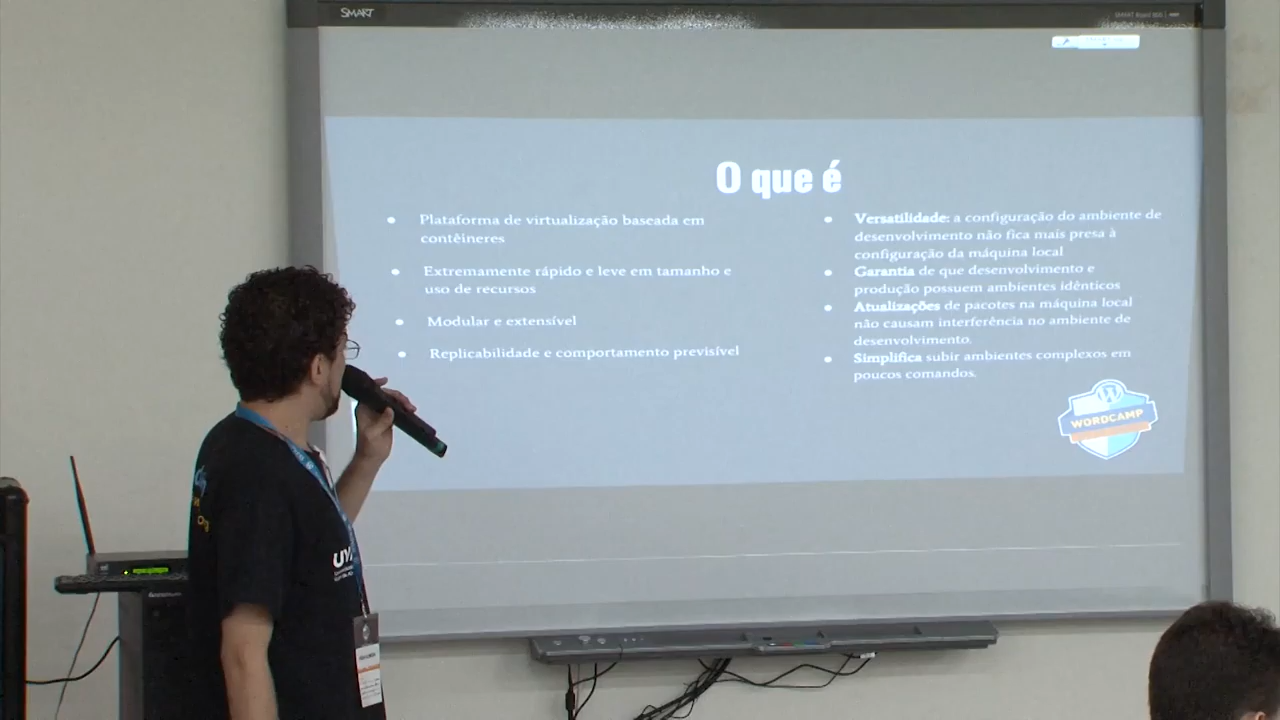 SMART
O que é
Plataforma de virtualização baseada em
contêineres
Extremamente rápido e leve em tamanho e
uso de recursos
Modular e extensível
Replicabilidade e comportamento previsível
Versatilidade: a configuração do ambiente de
desenvolvimento não fica mais presa à
configuração da máquina local
Garantia de que desenvolvimento e
produção possuem ambientes idênticos
Atualizações de pacotes na máquina local
não causam interferência no ambiente de
desenvolvimento.
Simplifica subir ambientes complexos em
poucos comandos.
WORDCAMP